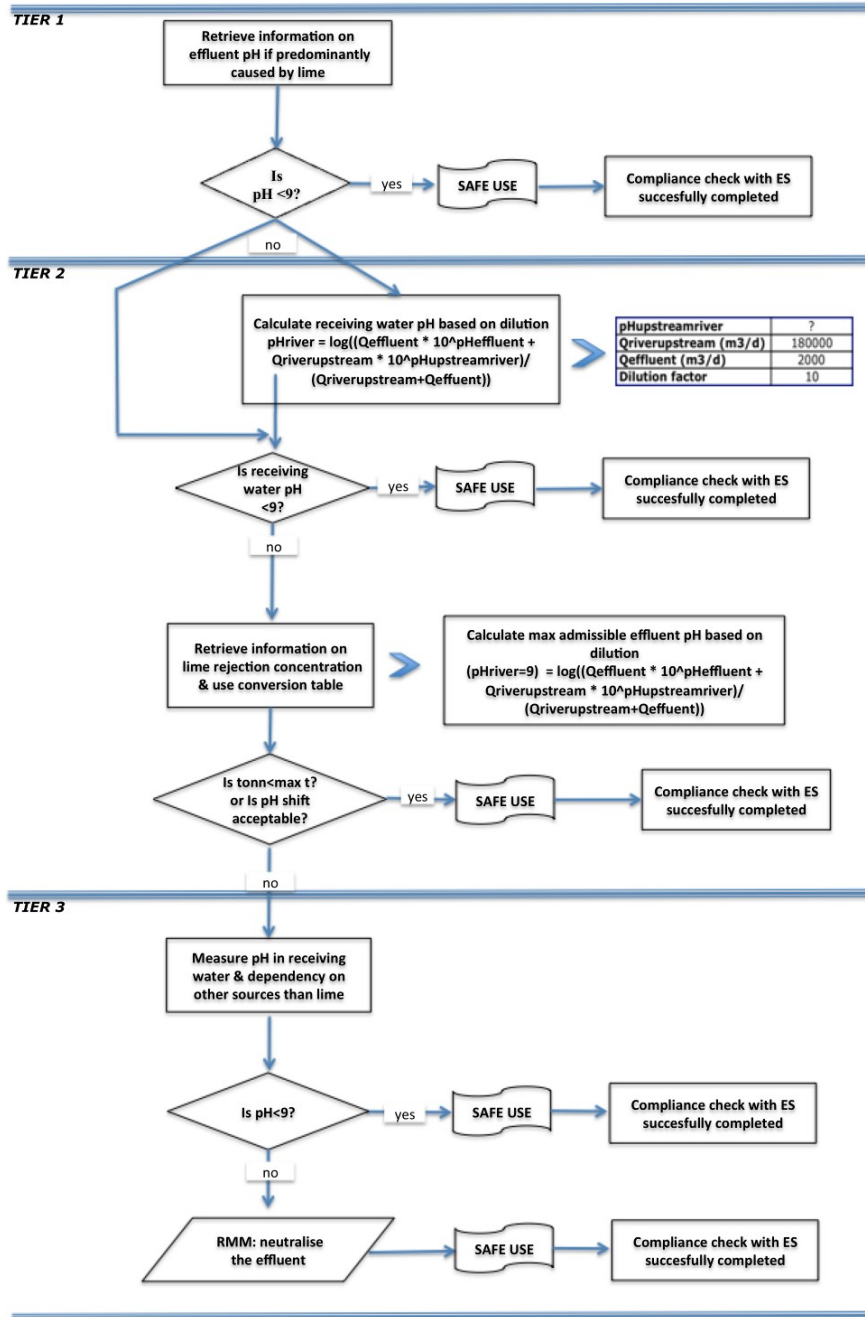 TIER 1
Retrieve information on
effluent pH if predominantly
caused by lime
Is
pH <9?
yes
SAFE USE
Compliance check with ES
succesfully completed
no
TIER 2
Calculate receiving water pH based on dilution
pHriver = log((Qeffluent * 10^pHeffluent +
Qriverupstream * 10^pHupstreamriver)/
(Qriverupstream+Qeffuent))
pHupstreamriver ?
Qriverupstream (m3/d) 180000
Qeffluent (m3/d) 2000
Dilution factor 10
Is receiving
water pH
<9?
yes
SAFE USE
Compliance check with ES
succesfully completed
no
Retrieve information on
lime rejection concentration
& use conversion table
Calculate max admissible effluent pH based on
dilution
(pHriver=9) = log((Qeffluent * 10^pHeffluent +
Qriverupstream * 10^pHupstreamriver)/
(Qriverupstream+Qeffuent))
Is tonn<max t?
or Is pH shift
acceptable?
yes
SAFE USE
Compliance check with ES
succesfully completed
no
TIER 3
Measure pH in receiving
water & dependency on
other sources than lime
Is pH<9?
yes
SAFE USE
Compliance check with ES
succesfully completed
no
RMM: neutralise
the effluent
SAFE USE
Compliance check with ES
succesfully completed